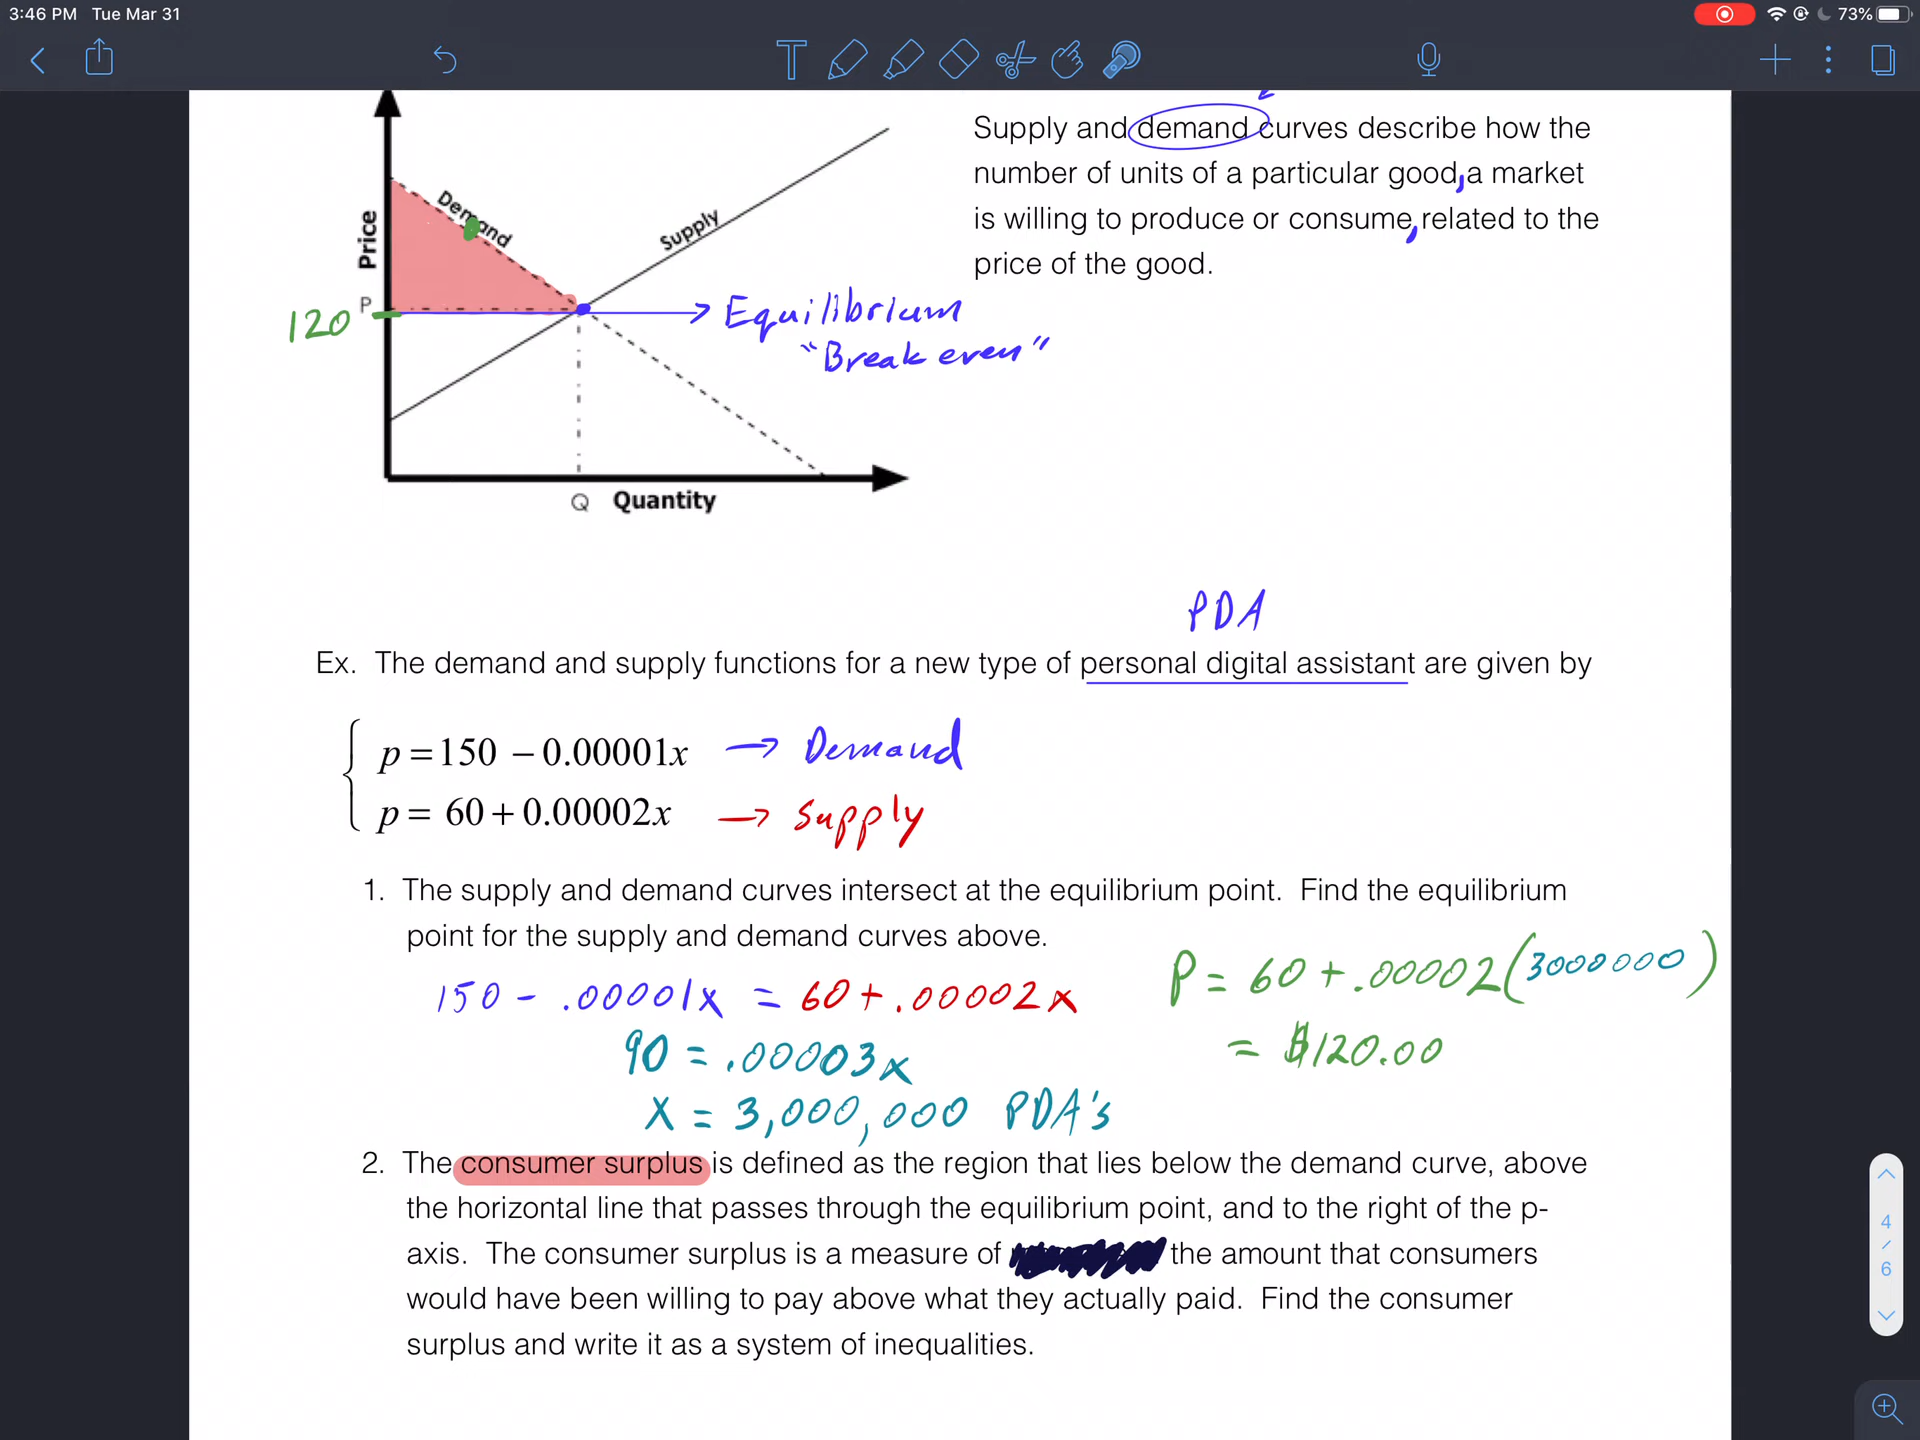 3:46 PM Tue Mar 31
73%
Supply and demand curves describe how the
number of units of a particular good, a market
is willing to produce or consume, related to the
price of the good.
Price
Demand
Supply
P
120
Equilibrium
"Break even"
Q Quantity
PDA
Ex. The demand and supply functions for a new type of personal digital assistant are given by
p = 150 − 0.00001x → Demand
p = 60 + 0.00002x → Supply
1. The supply and demand curves intersect at the equilibrium point. Find the equilibrium
point for the supply and demand curves above.
150 - .00001x = 60 + .00002x
90 = .00003x
x = 3,000,000 PDA's
P = 60 + .00002(3000000)
= $120.00
2. The consumer surplus is defined as the region that lies below the demand curve, above
the horizontal line that passes through the equilibrium point, and to the right of the p-
axis. The consumer surplus is a measure of the amount that consumers
would have been willing to pay above what they actually paid. Find the consumer
surplus and write it as a system of inequalities.
4
/
6